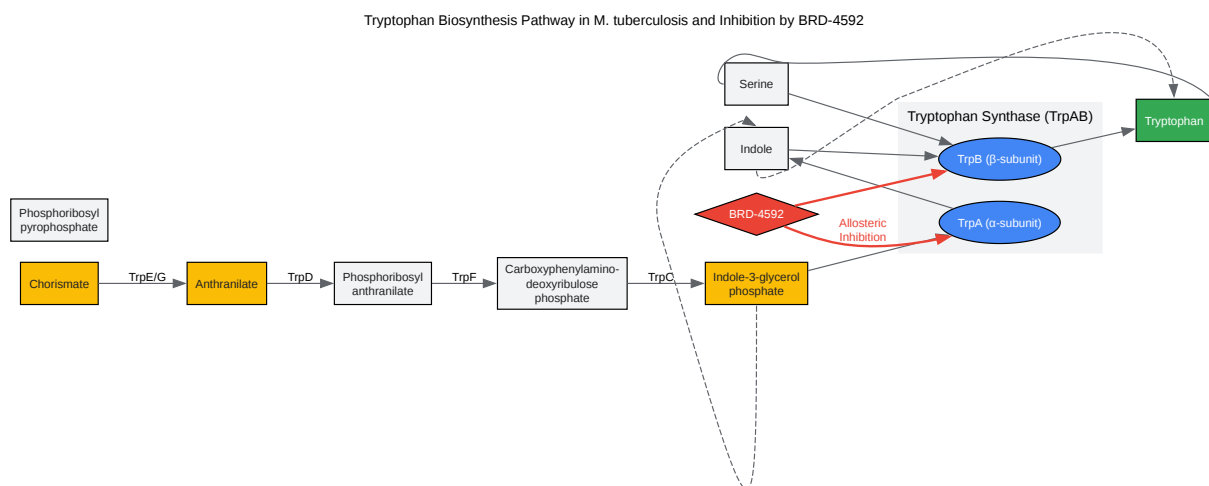 Tryptophan Biosynthesis Pathway in M. tuberculosis and Inhibition by BRD-4592
Serine
Tryptophan Synthase (TrpAB)
Tryptophan
Indole
TrpB (β-subunit)
BRD-4592
Allosteric
Inhibition
TrpA (α-subunit)
Phosphoribosyl
pyrophosphate
Chorismate
TrpE/G
Anthranilate
TrpD
Phosphoribosyl
anthranilate
TrpF
Carboxyphenylamino-
deoxyribulose
phosphate
TrpC
Indole-3-glycerol
phosphate